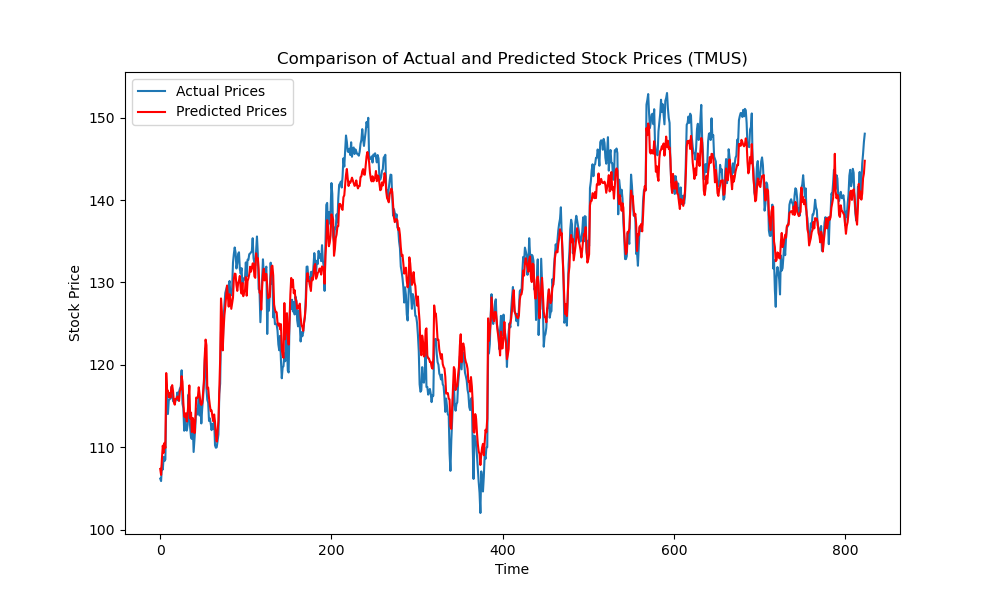 Comparison of Actual and Predicted Stock Prices (TMUS)
Actual Prices
Predicted Prices
150
140
130
120
110
100
Stock Price
0 200 400 600 800
Time